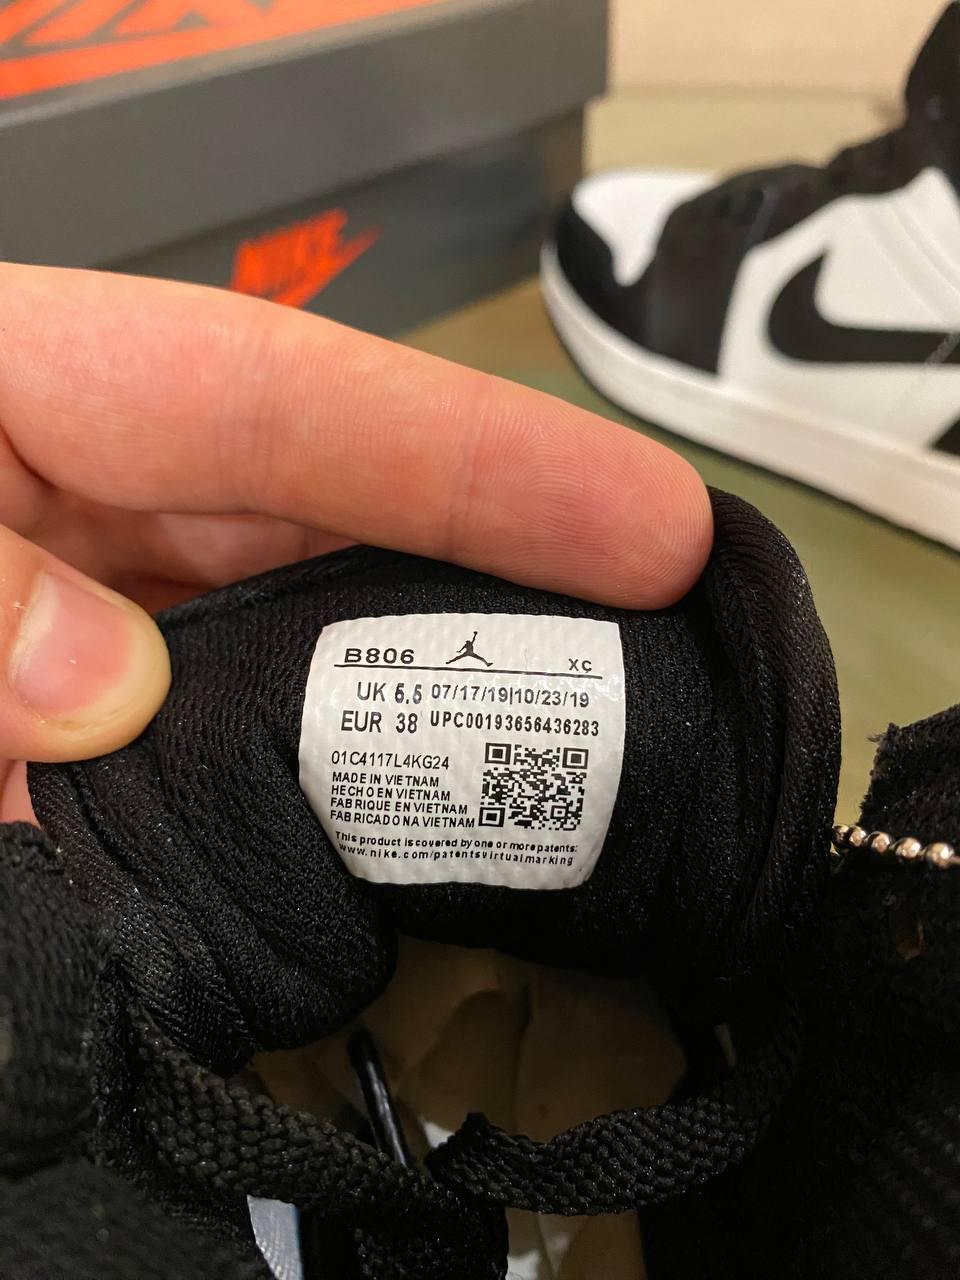 NIKE
B806
XC
UK 5.5 07/17/19|10/23/19
EUR 38 UPC00193656436283
01C4117L4KG24
MADE IN VIETNAM
HECHO EN VIETNAM
FABRIQUE EN VIETNAM
FABRICADO NA VIETNAM
This product is covered by one or more patents:
www.nike.com/patentsvirtualmarking